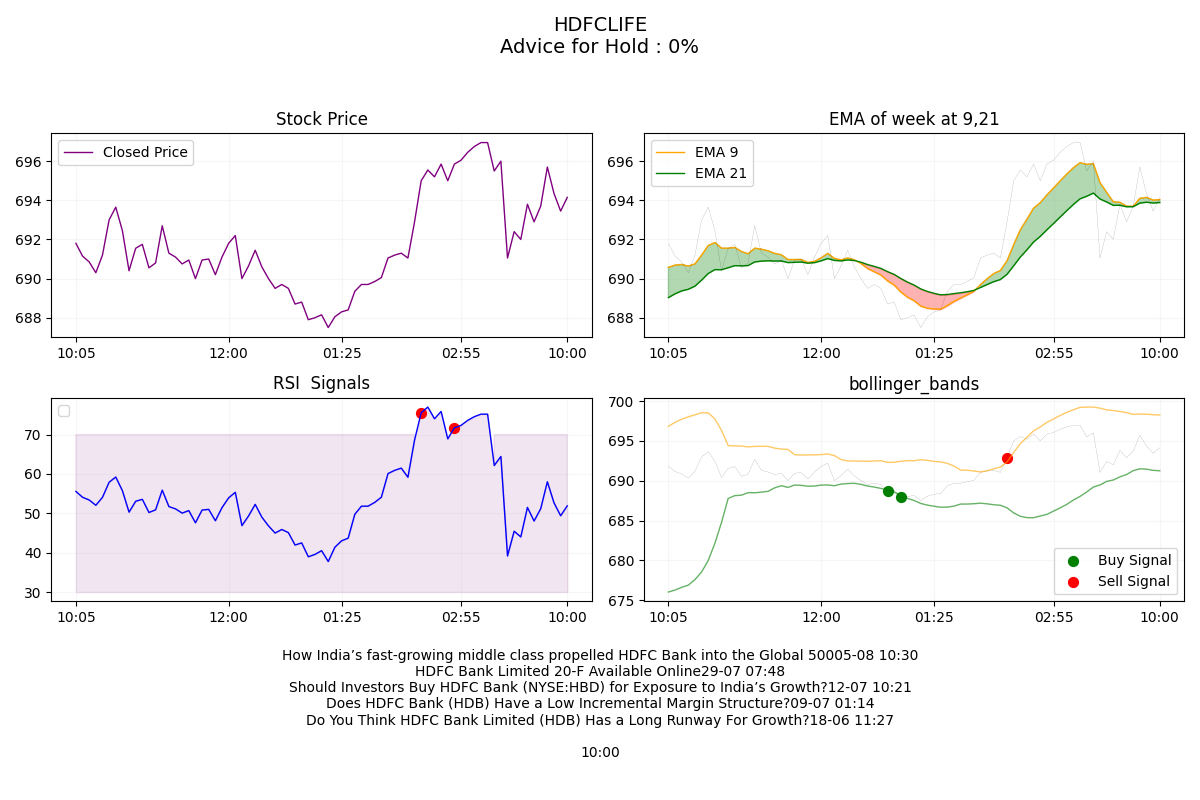 HDFCLIFE
Advice for Hold : 0%
Stock Price
Closed Price
696
694
692
690
688
10:05
12:00
01:25
02:55
10:00
EMA of week at 9,21
EMA 9
EMA 21
696
694
692
690
688
10:05
12:00
01:25
02:55
10:00
RSI  Signals
70
60
50
40
30
10:05
12:00
01:25
02:55
10:00
bollinger_bands
700
695
690
685
680
675
Buy Signal
Sell Signal
10:05
12:00
01:25
02:55
10:00
How India’s fast-growing middle class propelled HDFC Bank into the Global 50005-08 10:30
HDFC Bank Limited 20-F Available Online29-07 07:48
Should Investors Buy HDFC Bank (NYSE:HBD) for Exposure to India’s Growth?12-07 10:21
Does HDFC Bank (HDB) Have a Low Incremental Margin Structure?09-07 01:14
Do You Think HDFC Bank Limited (HDB) Has a Long Runway For Growth?18-06 11:27
10:00